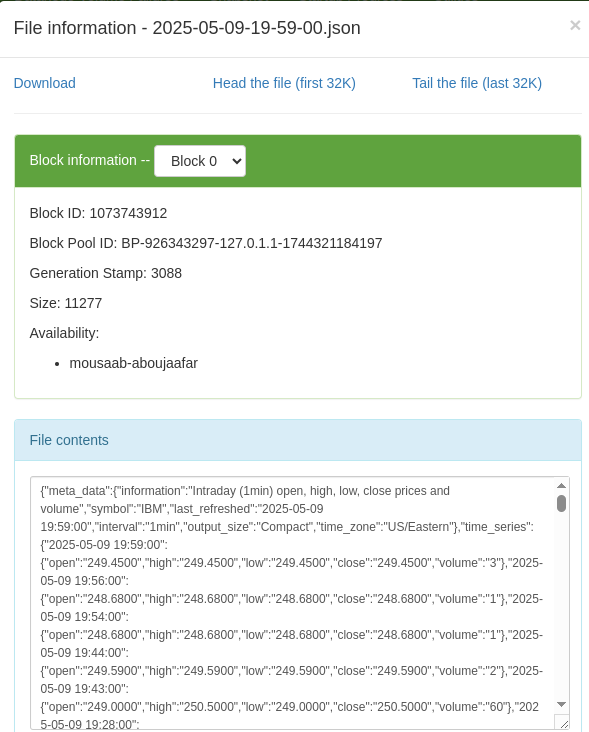 File information - 2025-05-09-19-59-00.json
×
Download
Head the file (first 32K)
Tail the file (last 32K)
Block information --
Block 0
Block ID: 1073743912
Block Pool ID: BP-926343297-127.0.1.1-1744321184197
Generation Stamp: 3088
Size: 11277
Availability:
• mousaab-aboujaafar
File contents
{"meta_data":{"information":"Intraday (1min) open, high, low, close prices and
volume","symbol":"IBM","last_refreshed":"2025-05-09
19:59:00","interval":"1min","output_size":"Compact","time_zone":"US/Eastern"},"time_series":
{"2025-05-09 19:59:00":
{"open":"249.4500","high":"249.4500","low":"249.4500","close":"249.4500","volume":"3"},"2025-
05-09 19:56:00":
{"open":"248.6800","high":"248.6800","low":"248.6800","close":"248.6800","volume":"1"},"2025-
05-09 19:54:00":
{"open":"248.6800","high":"248.6800","low":"248.6800","close":"248.6800","volume":"1"},"2025-
05-09 19:44:00":
{"open":"249.5900","high":"249.5900","low":"249.5900","close":"249.5900","volume":"2"},"2025-
05-09 19:43:00":
{"open":"249.0000","high":"250.5000","low":"249.0000","close":"250.5000","volume":"60"},"202
5-05-09 19:28:00":